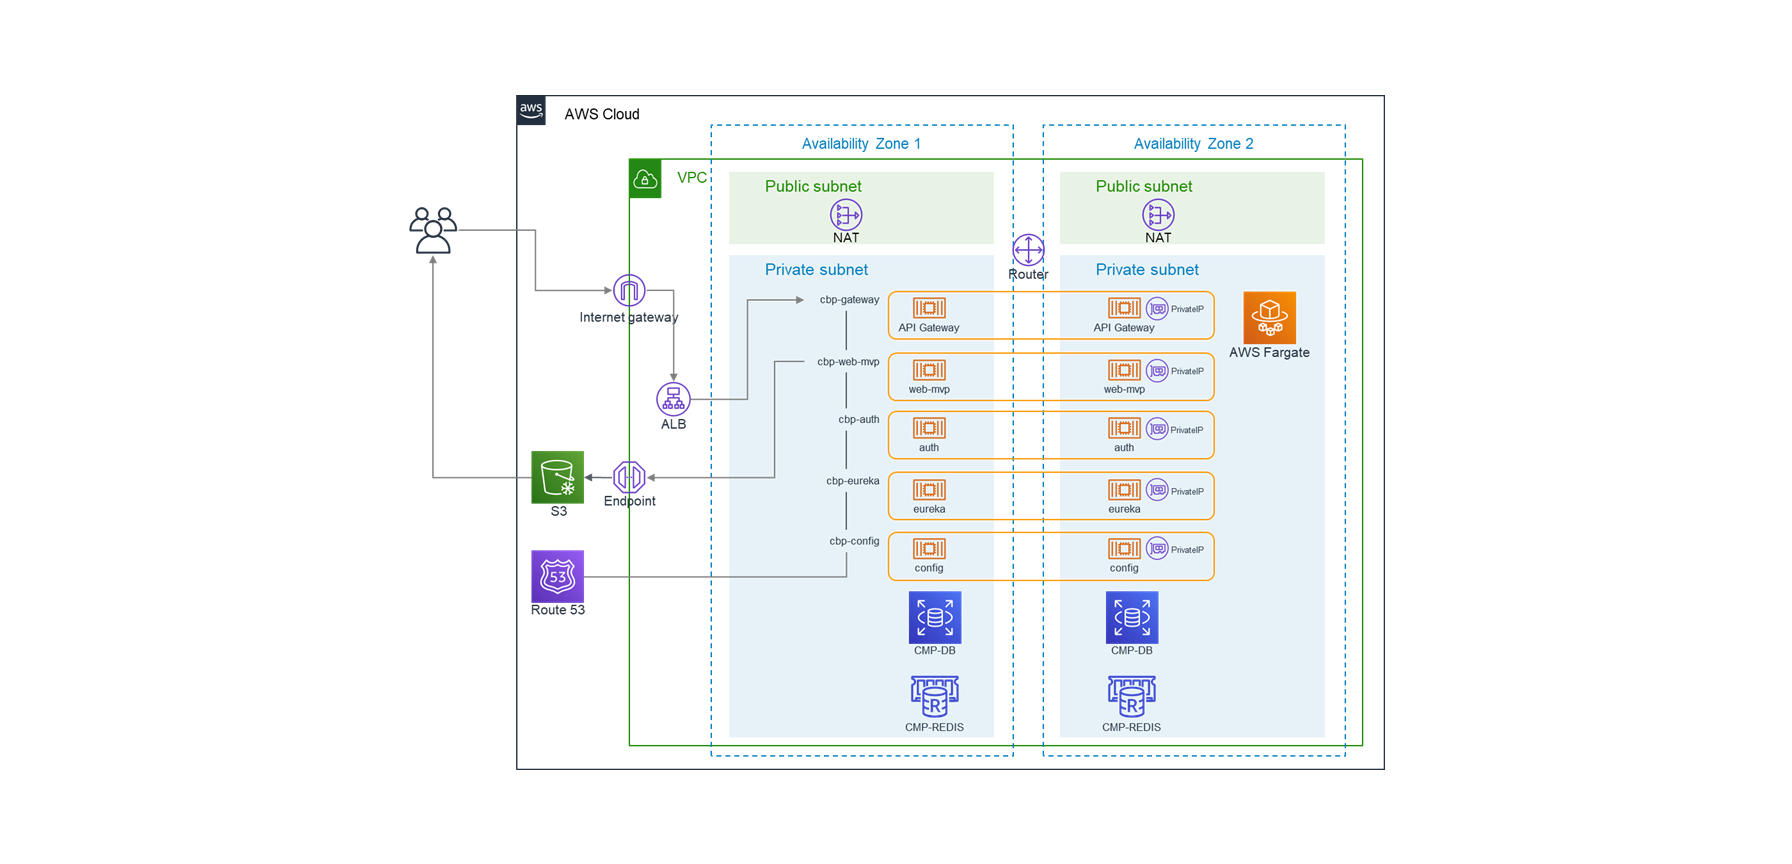 aws
AWS Cloud
Availability Zone 1
Availability Zone 2
VPC
Public subnet
Public subnet
NAT
NAT
Router
Private subnet
Private subnet
Internet gateway
cbp-gateway
API Gateway
API Gateway
PrivateIP
AWS Fargate
cbp-web-mvp
web-mvp
web-mvp
PrivateIP
ALB
cbp-auth
auth
auth
PrivateIP
S3
Endpoint
cbp-eureka
eureka
eureka
PrivateIP
cbp-config
config
config
PrivateIP
53
Route 53
CMP-DB
CMP-DB
R
R
CMP-REDIS
CMP-REDIS